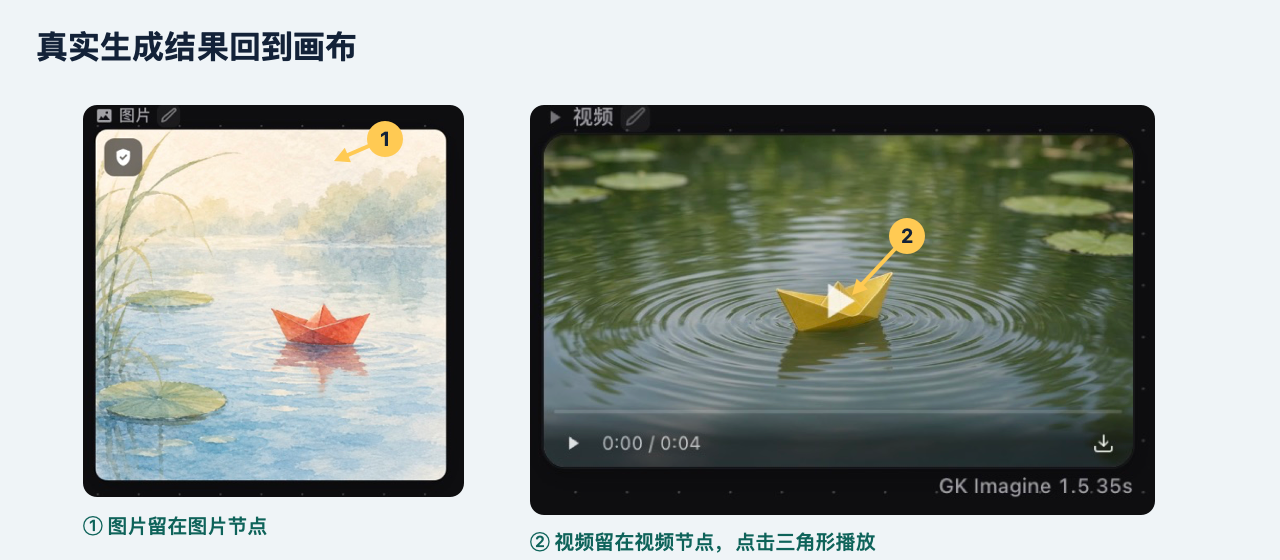 真实生成结果回到画布
图片
1
① 图片留在图片节点
视频
2
0:00 / 0:04
GK Imagine 1.5 35s
② 视频留在视频节点，点击三角形播放